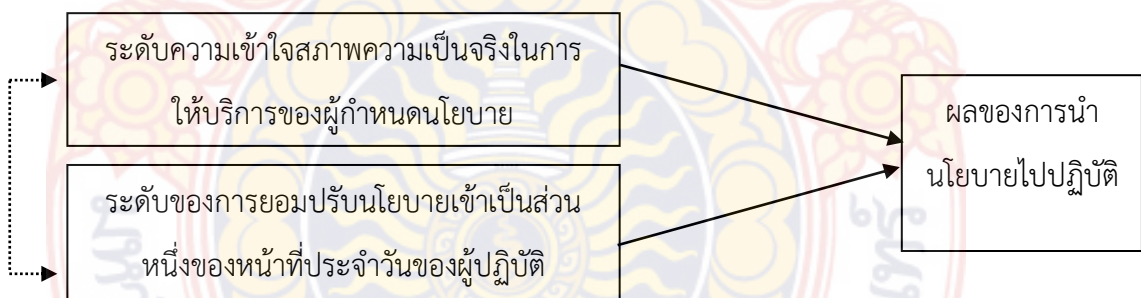 ระดับความเข้าใจสภาพความเป็นจริงในการ
ให้บริการของผู้กำหนดนโยบาย
ผลของการนำ
นโยบายไปปฏิบัติ
ระดับของการยอมปรับนโยบายเข้าเป็นส่วน
หนึ่งของหน้าที่ประจำวันของผู้ปฏิบัติ